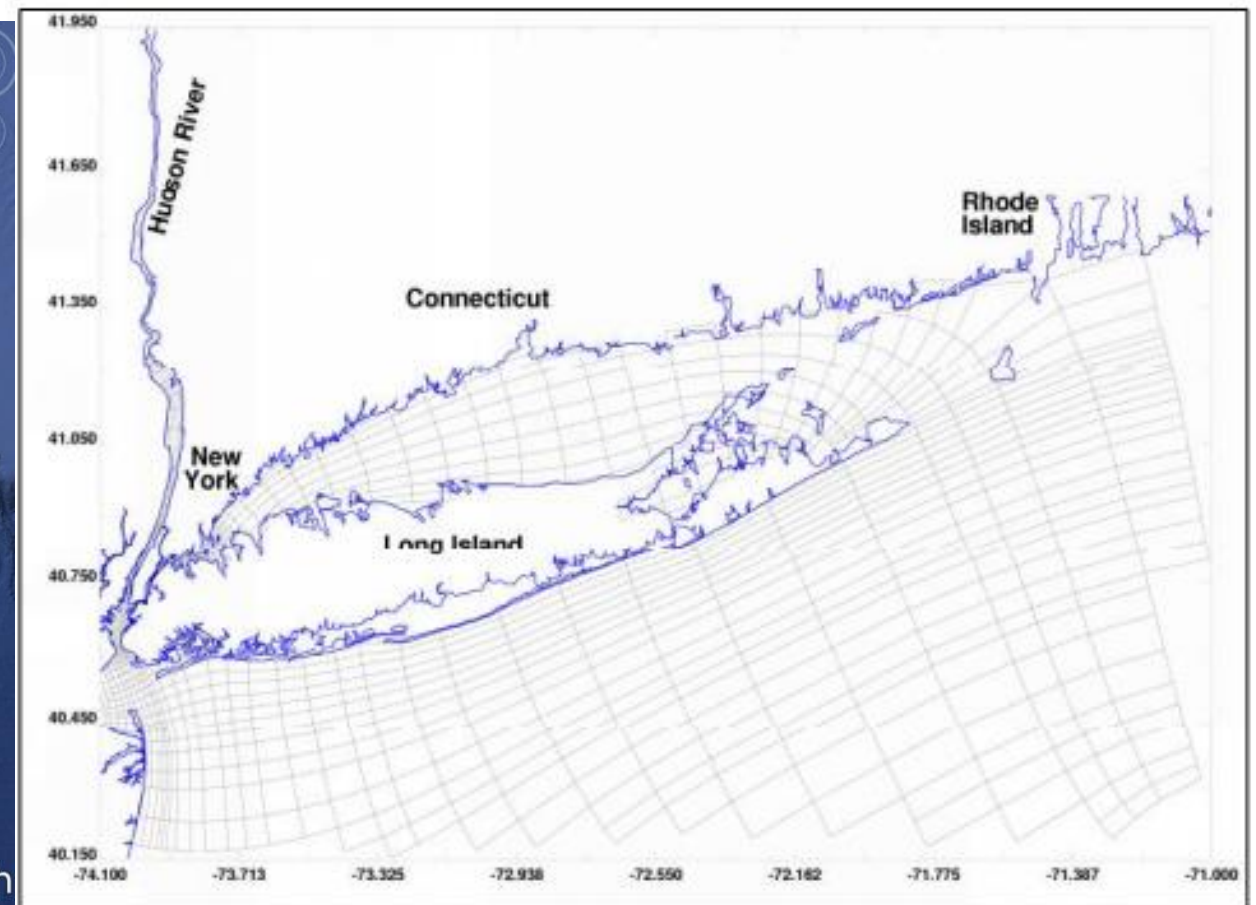 41.950
41.650
41.350
41.050
40.750
40.450
40.150
Hudson River
Rhode
Island
Connecticut
New
York
Long Island
-74.100 -73.713 -73.325 -72.938 -72.550 -72.162 -71.775 -71.387 -71.000